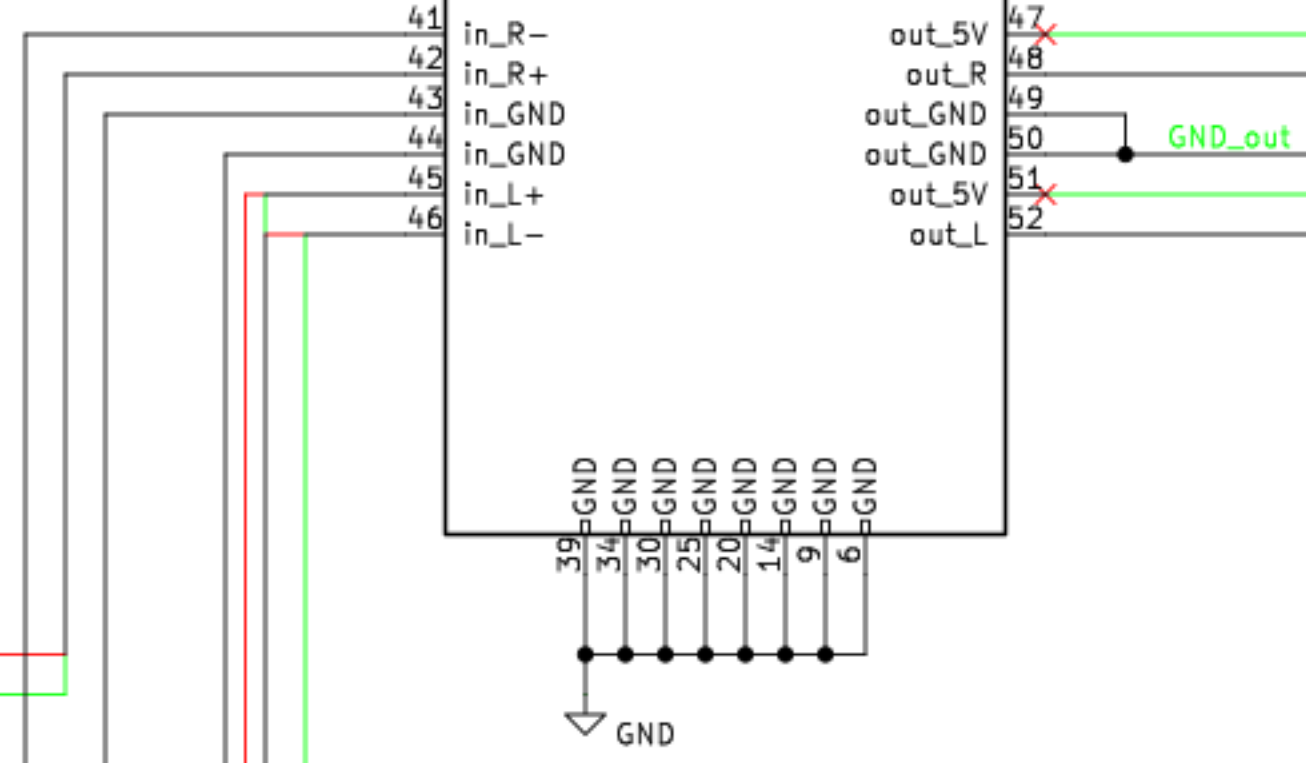 41 in_R- out_5V 47
42 in_R+ out_R 48
43 in_GND out_GND 49
44 in_GND out_GND 50 GND_out
45 in_L+ out_5V 51
46 in_L- out_L 52
GND GND GND GND GND GND GND GND
39 34 30 25 20 14 9 6
GND